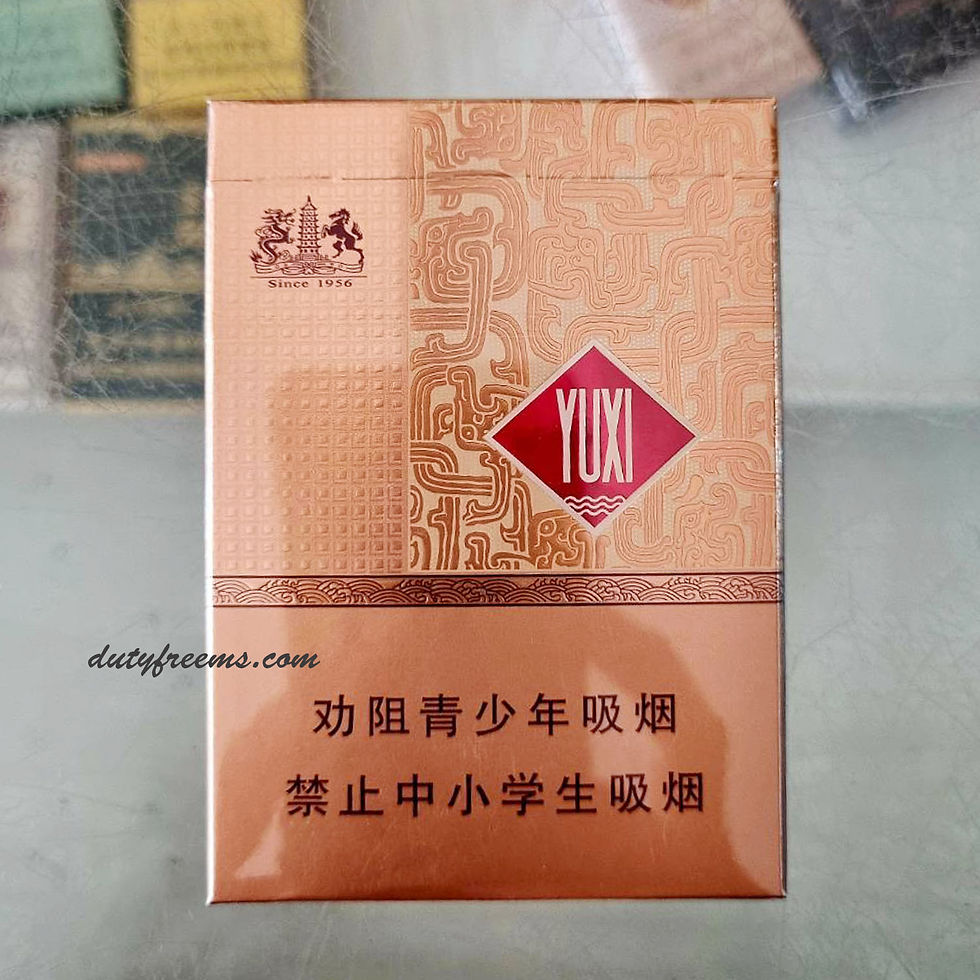 Since 1956
YUXI
dutyfreems.com
劝阻青少年吸烟
禁止中小学生吸烟